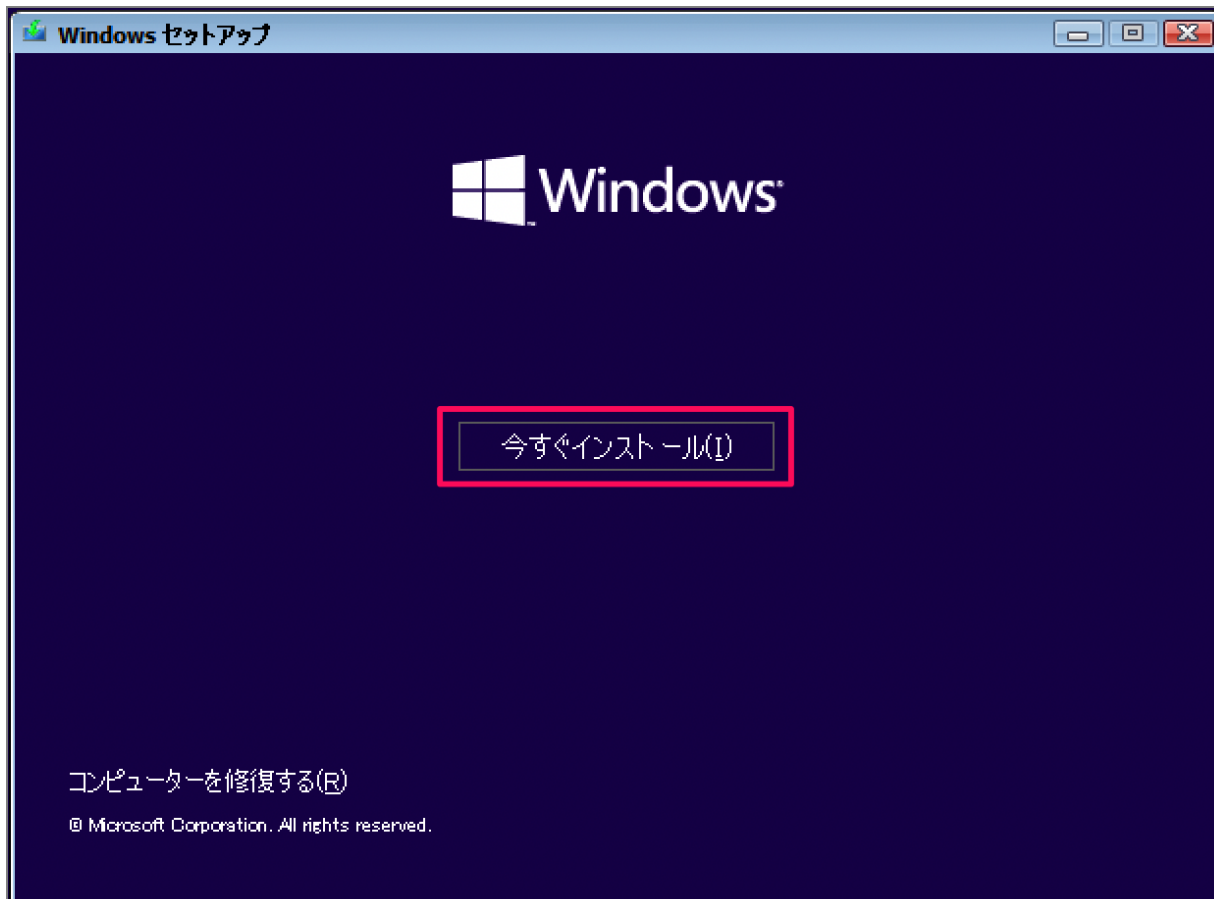 Windows セットアップ
Windows
今すぐインストール(I)
コンピューターを修復する(R)
© Microsoft Corporation. All rights reserved.